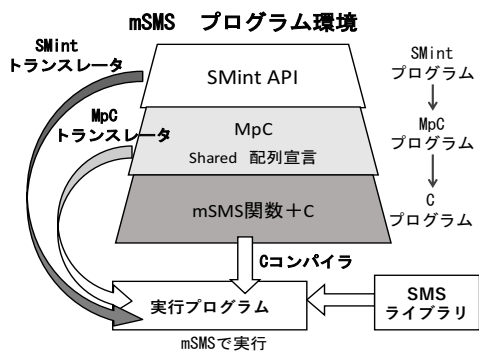 mSMS プログラム環境
SMint
トランスレータ
SMint API
MpC
トランスレータ
MpC
Shared 配列宣言
mSMS関数＋C
SMint
プログラム
MpC
プログラム
C
プログラム
Cコンパイラ
実行プログラム
SMS
ライブラリ
mSMSで実行